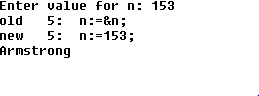 Enter value for n: 153
old   5:  n:=&n;
new   5:  n:=153;
Armstrong